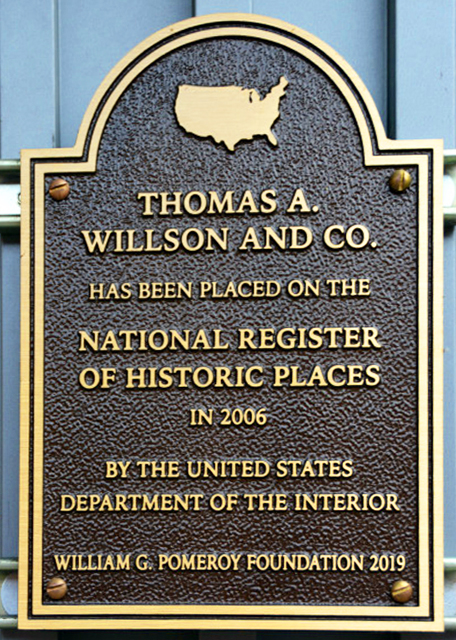 THOMAS A.
WILLSON AND CO.
HAS BEEN PLACED ON THE
NATIONAL REGISTER
OF HISTORIC PLACES
IN 2006
BY THE UNITED STATES
DEPARTMENT OF THE INTERIOR
WILLIAM G. POMEROY FOUNDATION 2019